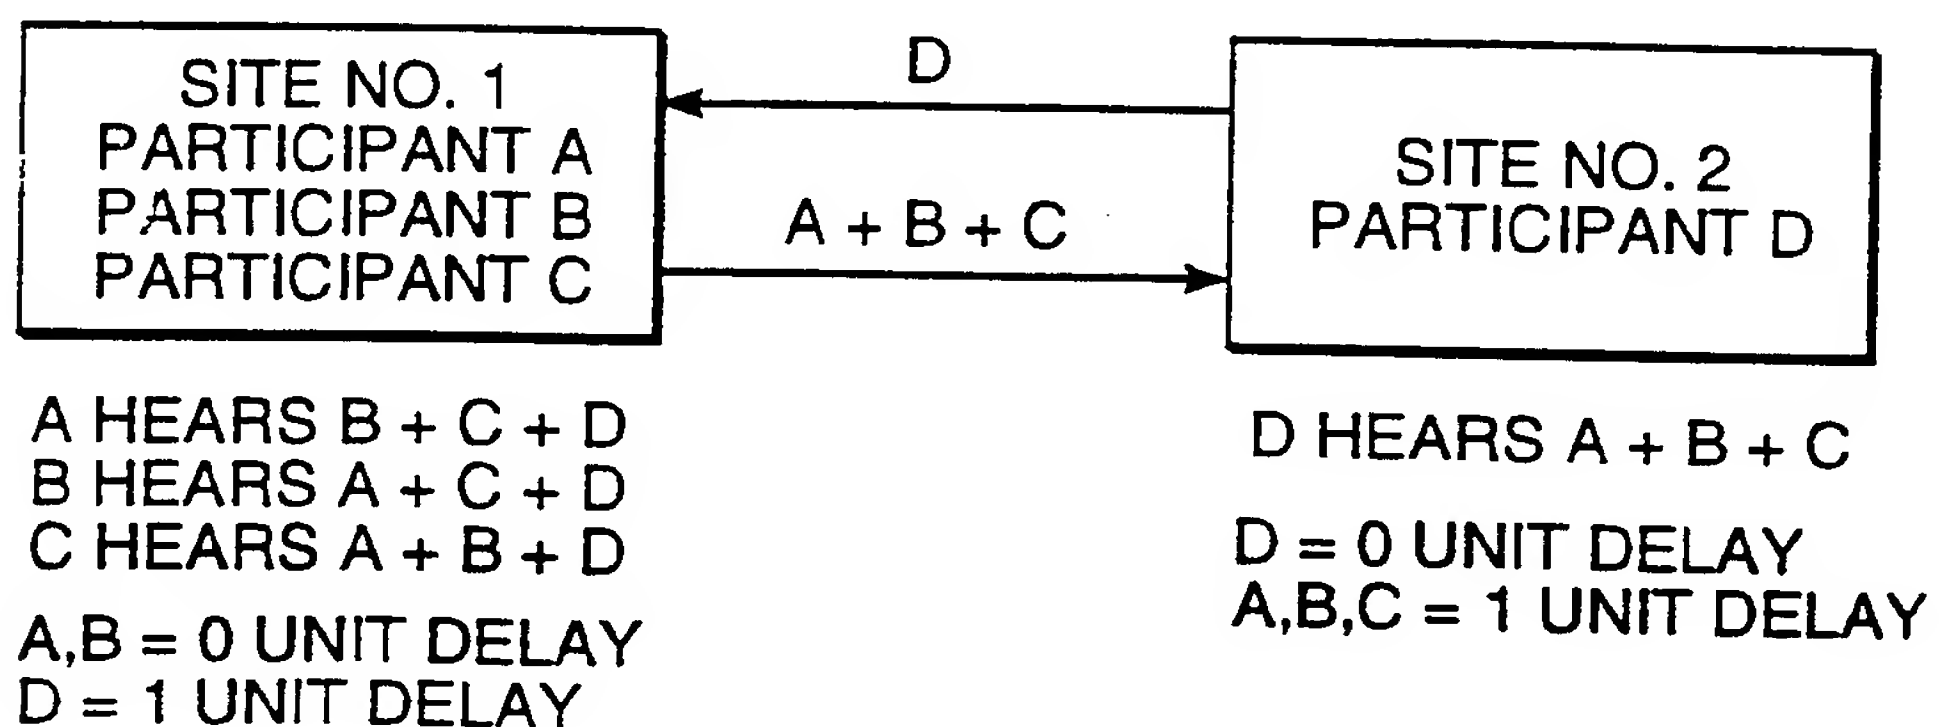 SITE NO. 1
PARTICIPANT A
PARTICIPANT B
PARTICIPANT C
D
A + B + C
SITE NO. 2
PARTICIPANT D
A HEARS B + C + D
B HEARS A + C + D
C HEARS A + B + D
A,B = 0 UNIT DELAY
D = 1 UNIT DELAY
D HEARS A + B + C
D = 0 UNIT DELAY
A,B,C = 1 UNIT DELAY